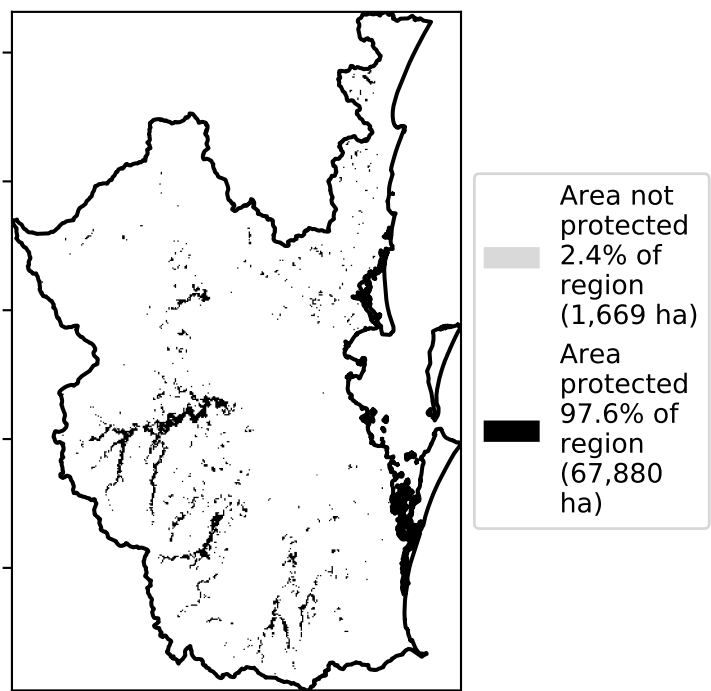 Area not
protected
2.4% of
region
(1,669 ha)
Area
protected
97.6% of
region
(67,880
ha)